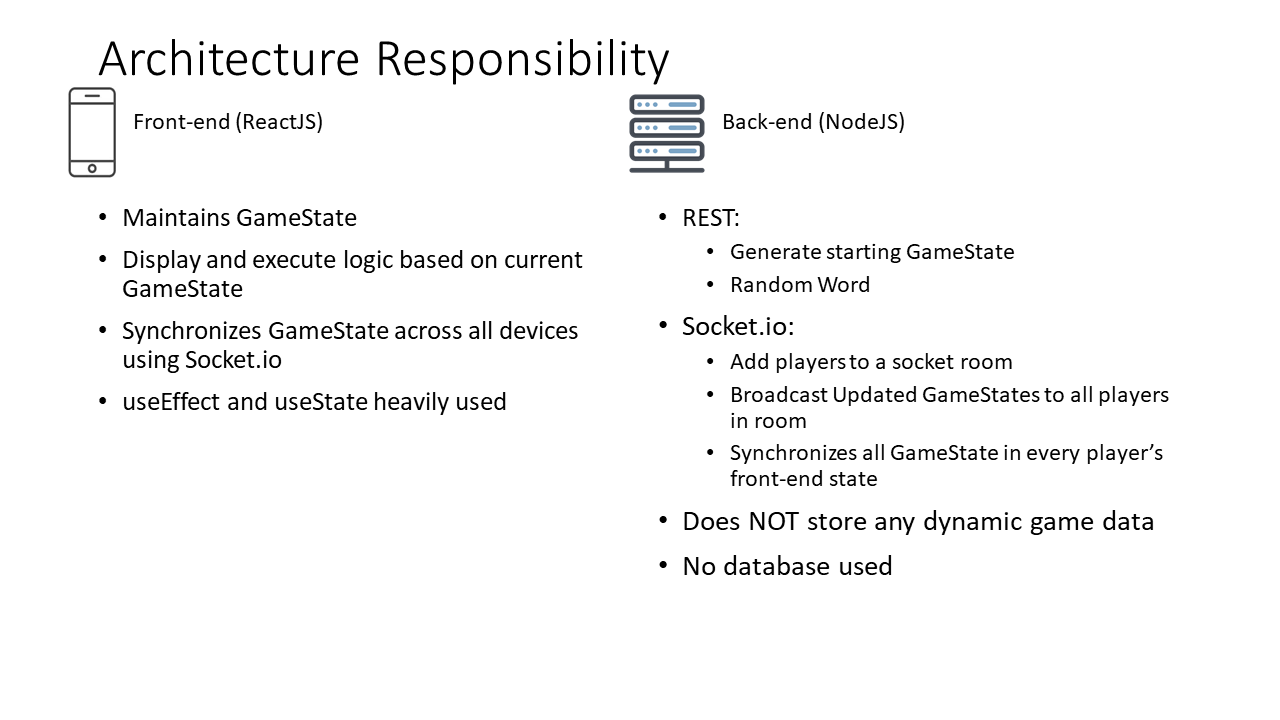 Architecture Responsibility
Front-end (ReactJS)
• Maintains GameState
• Display and execute logic based on current
GameState
• Synchronizes GameState across all devices
using Socket.io
• useEffect and useState heavily used
Back-end (NodeJS)
• REST:
• Generate starting GameState
• Random Word
• Socket.io:
• Add players to a socket room
• Broadcast Updated GameStates to all players
in room
• Synchronizes all GameState in every player’s
front-end state
• Does NOT store any dynamic game data
• No database used